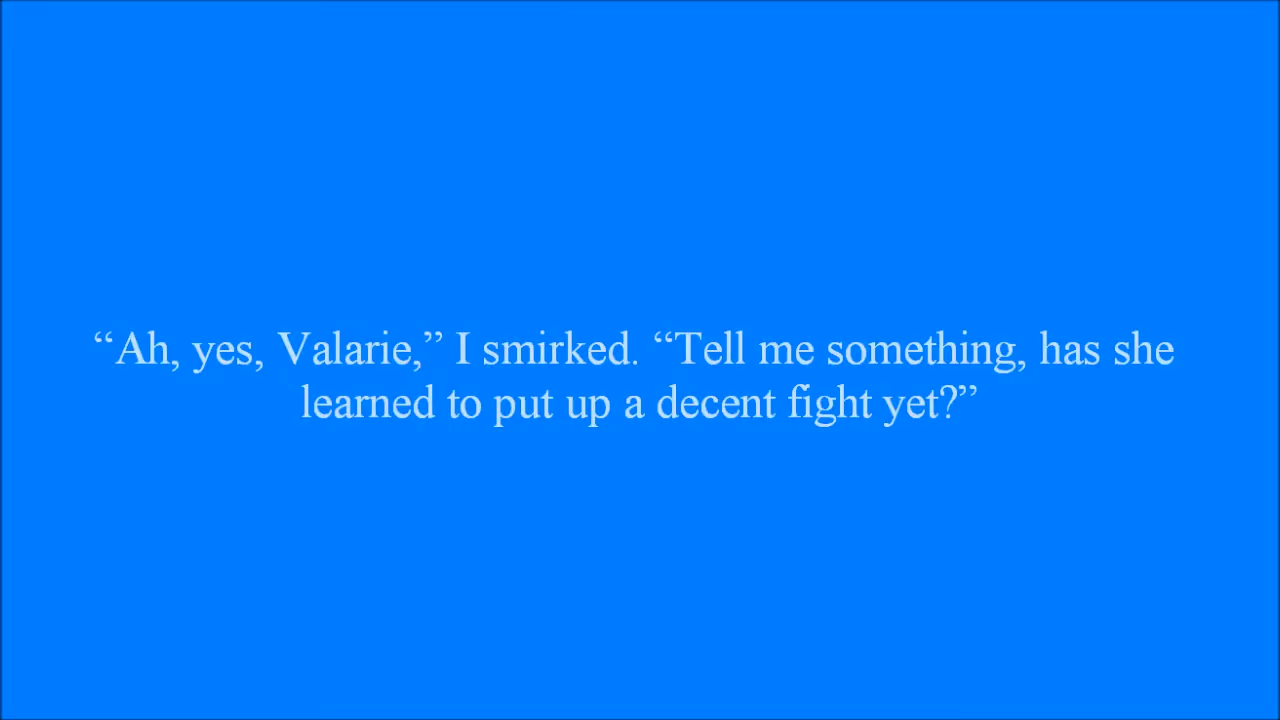 “Ah, yes, Valarie,” I smirked. “Tell me something, has she
learned to put up a decent fight yet?”